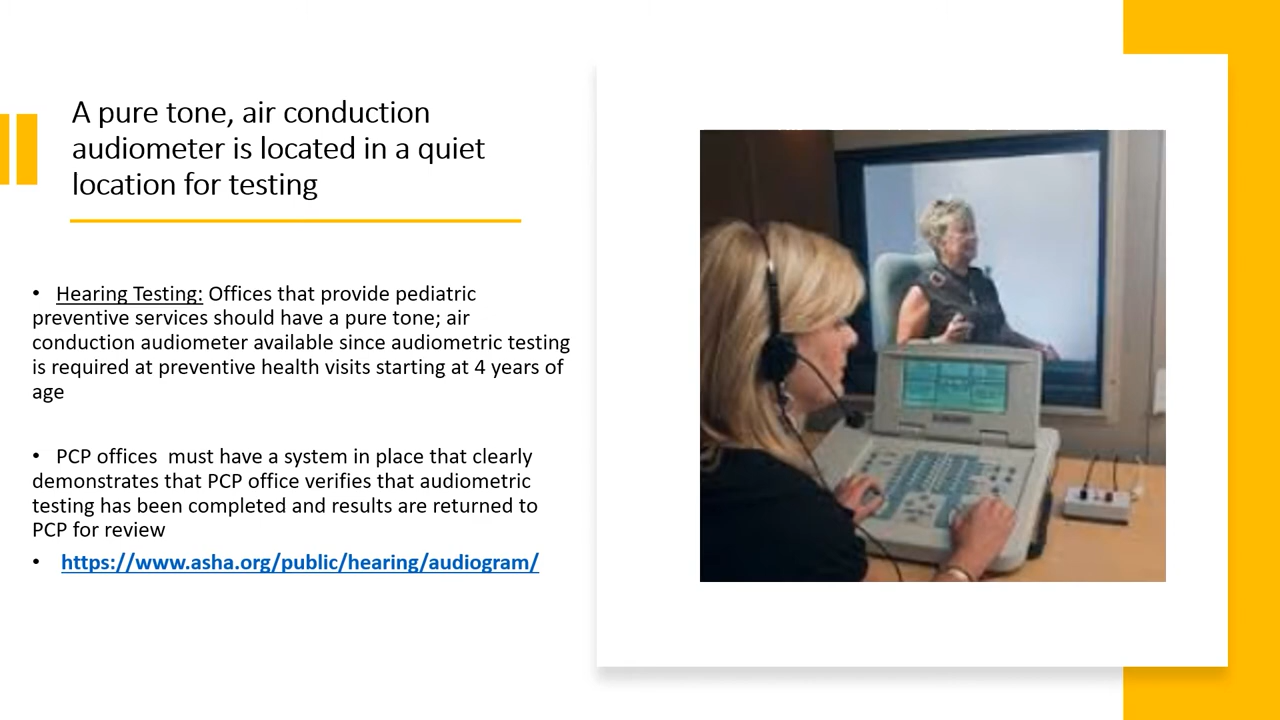 A pure tone, air conduction
audiometer is located in a quiet
location for testing
• Hearing Testing: Offices that provide pediatric
preventive services should have a pure tone; air
conduction audiometer available since audiometric testing
is required at preventive health visits starting at 4 years of
age
• PCP offices  must have a system in place that clearly
demonstrates that PCP office verifies that audiometric
testing has been completed and results are returned to
PCP for review
• https://www.asha.org/public/hearing/audiogram/